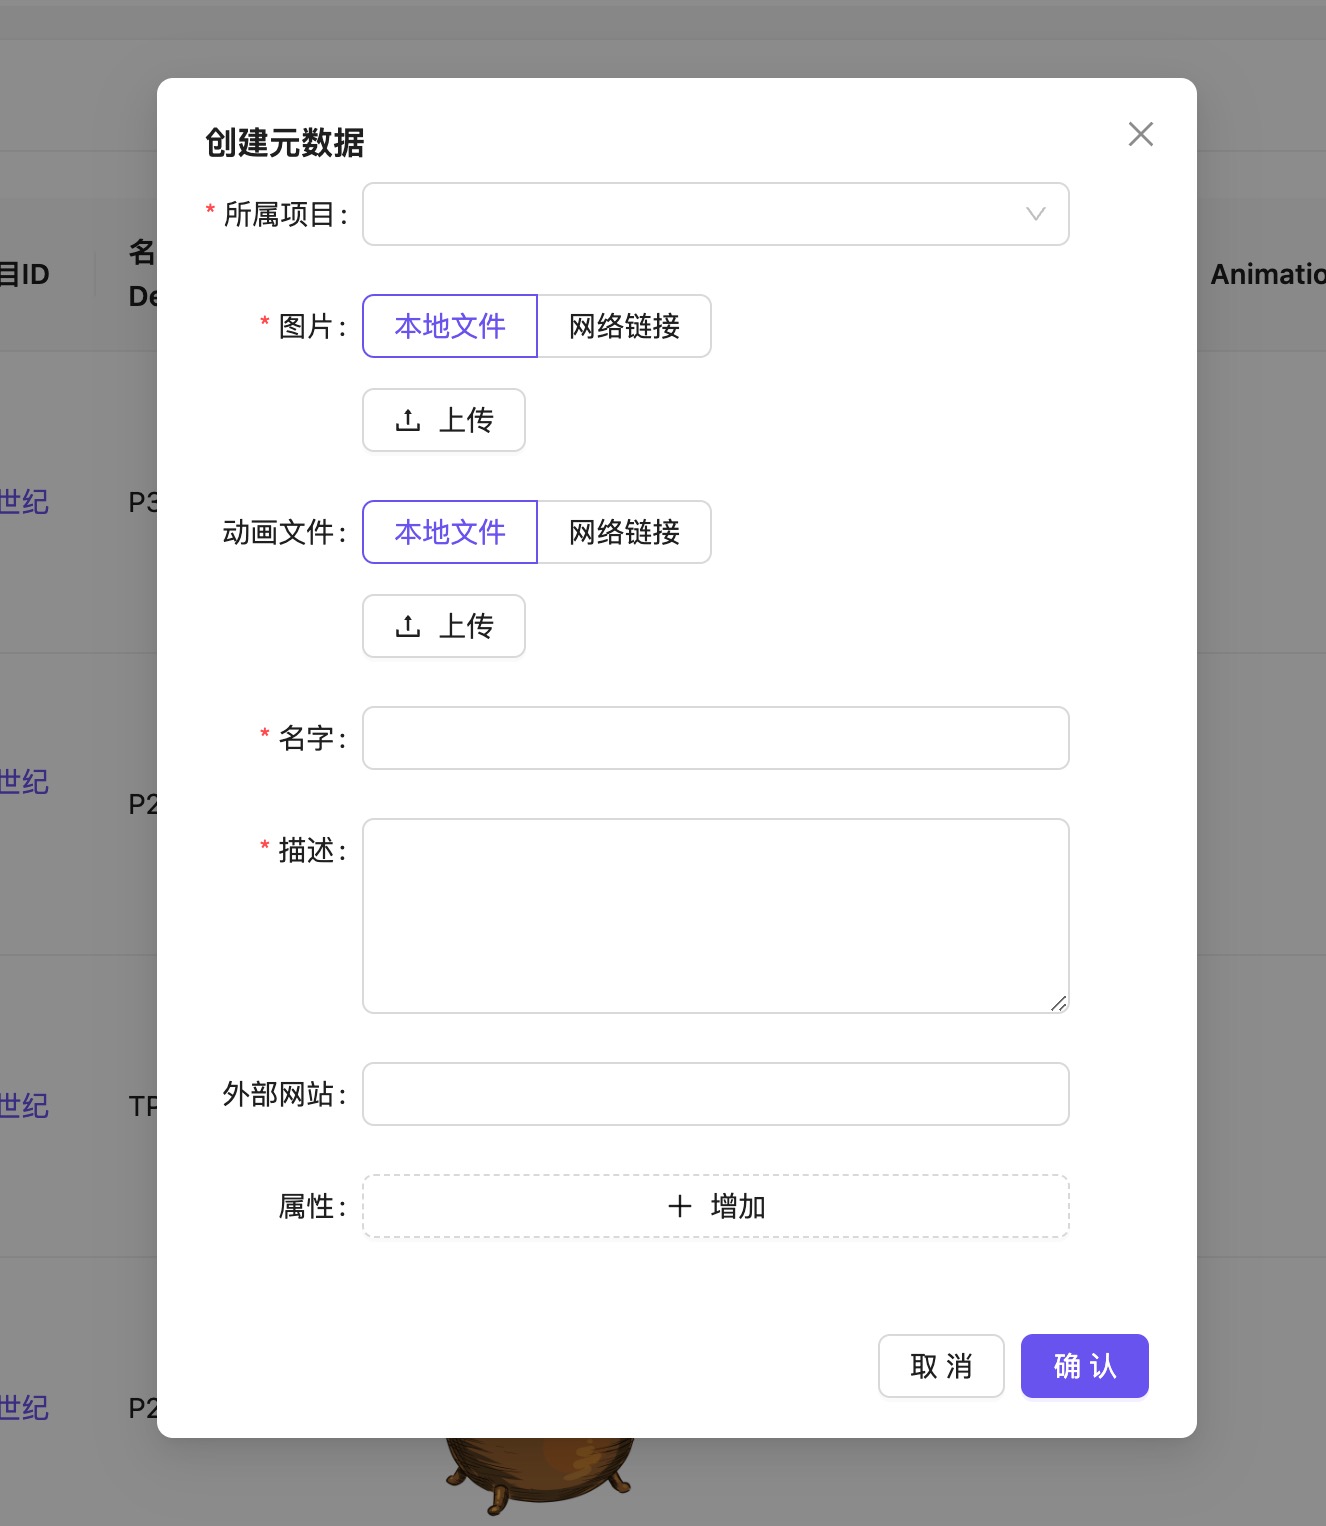 创建元数据
* 所属项目：
* 图片：
本地文件
网络链接
上传
动画文件：
本地文件
网络链接
上传
* 名字：
* 描述：
外部网站：
属性：
+ 增加
取 消
确 认
目ID
名
De
Animatio
世纪
P3
世纪
P2
世纪
TP
世纪
P2